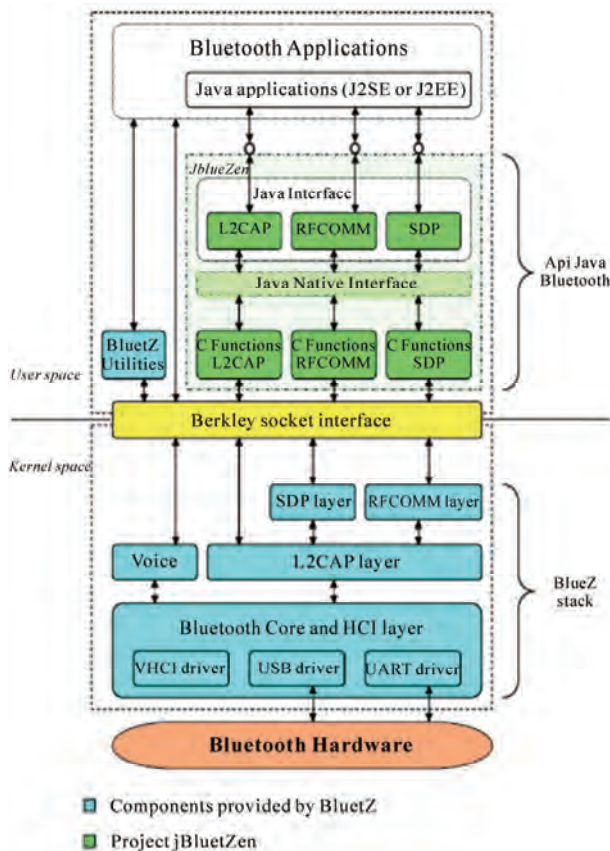 Bluetooth Applications
Java applications (J2SE or J2EE)
JblueZen
Java Interface
L2CAP
RFCOMM
SDP
Java Native Interface
Api Java
Bluetooth
BluetZ
Utilities
C Functions
L2CAP
C Functions
RFCOMM
C Functions
SDP
User space
Berkley socket interface
Kernel space
SDP layer
RFCOMM layer
Voice
L2CAP layer
BlueZ
stack
Bluetooth Core and HCI layer
VHCI driver
USB driver
UART driver
Bluetooth Hardware
Components provided by BluetZ
Project jBluetZen